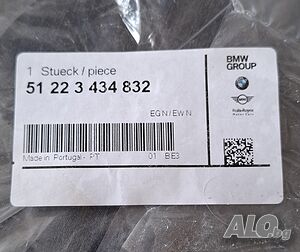 1 Stueck / piece
51 22 3 434 832
EGN/EWN
Made in Portugal - PT 01 BE3
BMW
GROUP
Rolls-Royce
Motor Cars
ALO.bg